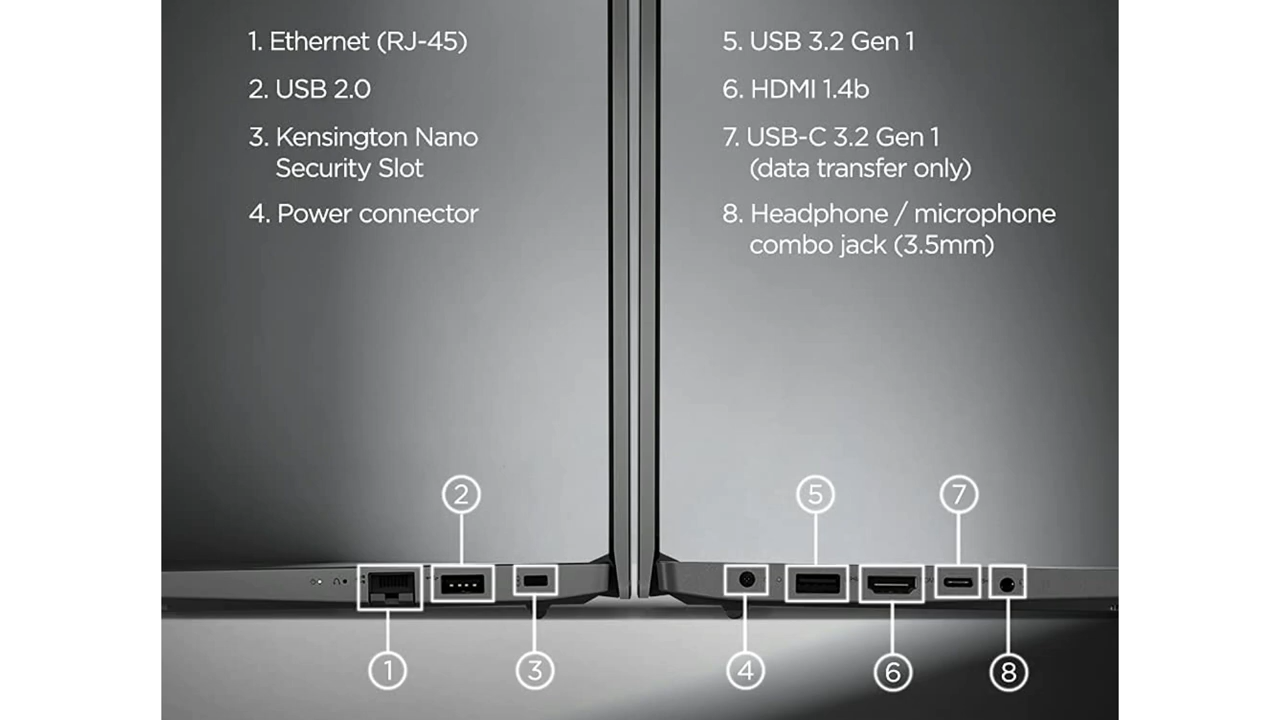 1. Ethernet (RJ-45)
2. USB 2.0
3. Kensington Nano
Security Slot
4. Power connector
5. USB 3.2 Gen 1
6. HDMI 1.4b
7. USB-C 3.2 Gen 1
(data transfer only)
8. Headphone / microphone
combo jack (3.5mm)
2
5
7
1
3
4
6
8